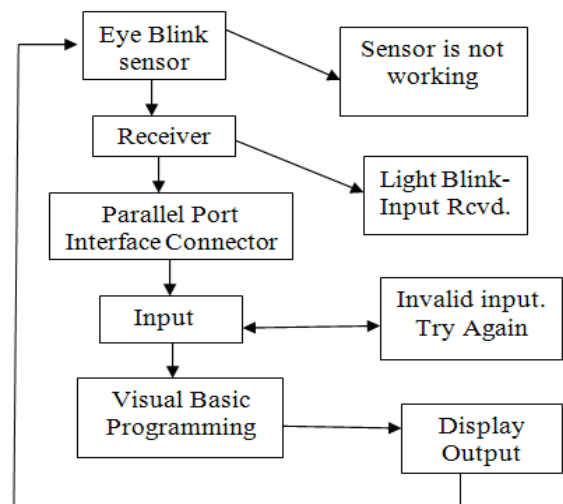 Eye Blink
sensor
Sensor is not
working
Receiver
Light Blink-
Input Rcvd.
Parallel Port
Interface Connector
Input
Invalid input.
Try Again
Visual Basic
Programming
Display
Output